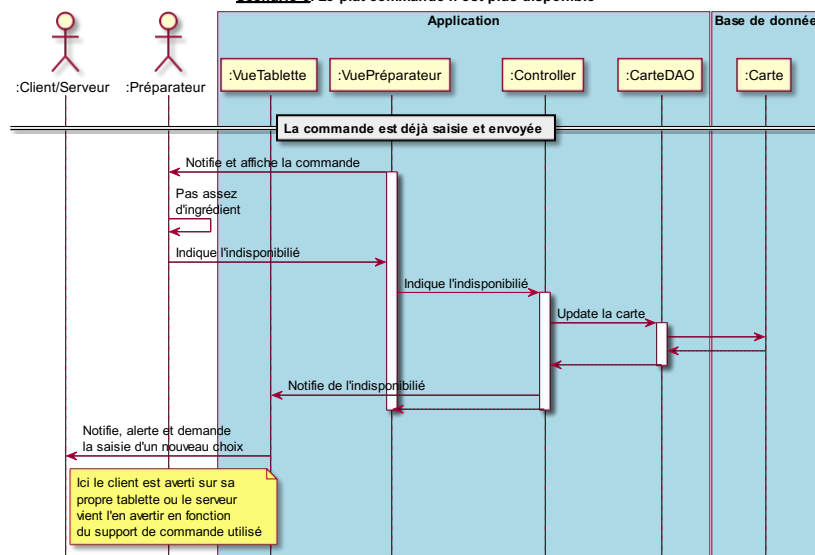 Le plat commandé n'est plus disponible
Application
Base de donnée
:Client/Serveur
:Préparateur
:VueTablette
:VuePréparateur
:Controller
:CarteDAO
:Carte
La commande est déjà saisie et envoyée
Notifie et affiche la commande
Pas assez
d'ingrédient
Indique l'indisponibilié
Indique l'indisponibilié
Update la carte
Notifie de l'indisponibilié
Notifie, alerte et demande
la saisie d'un nouveau choix
Ici le client est averti sur sa
propre tablette ou le serveur
vient l'en avertir en fonction
du support de commande utilisé